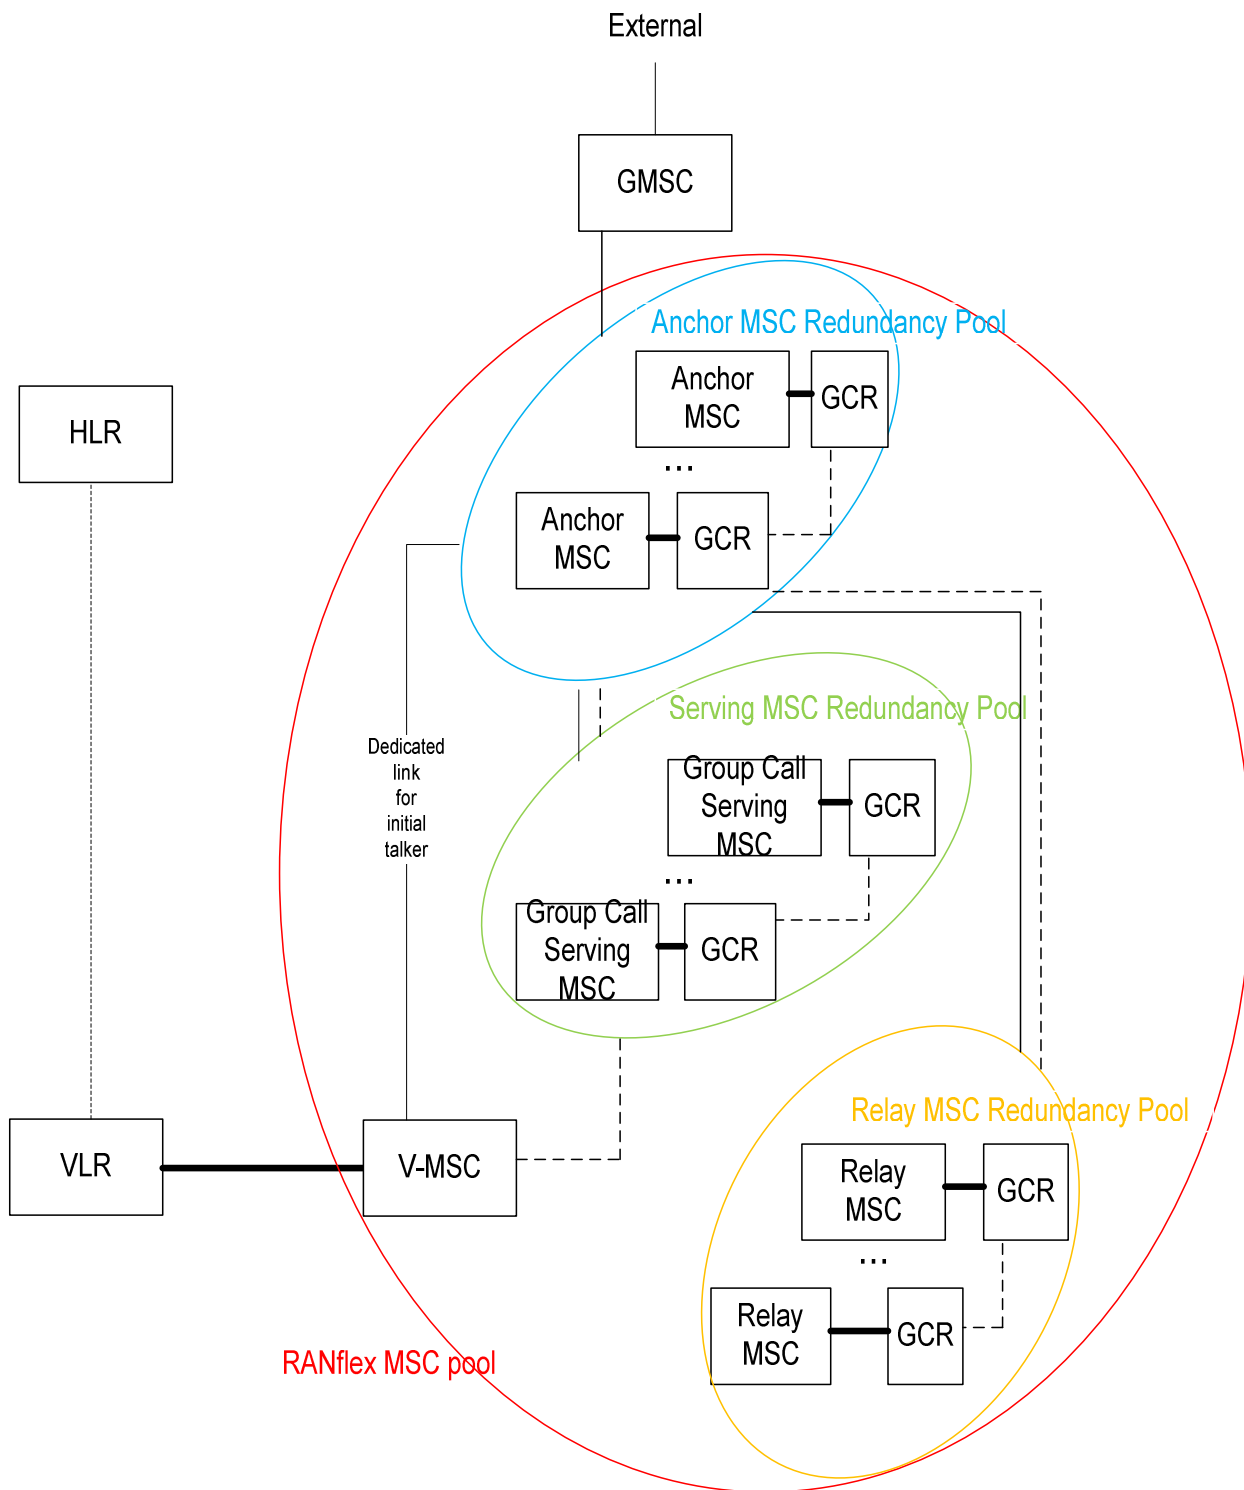 External
GMSC
Anchor MSC Redundancy Pool
Anchor
MSC
GCR
HLR
...
Anchor
MSC
GCR
Serving MSC Redundancy Pool
Dedicated
link
for
initial
talker
Group Call
Serving
MSC
GCR
...
Group Call
Serving
MSC
GCR
Relay MSC Redundancy Pool
VLR
V-MSC
Relay
MSC
GCR
...
Relay
MSC
GCR
RANflex MSC pool